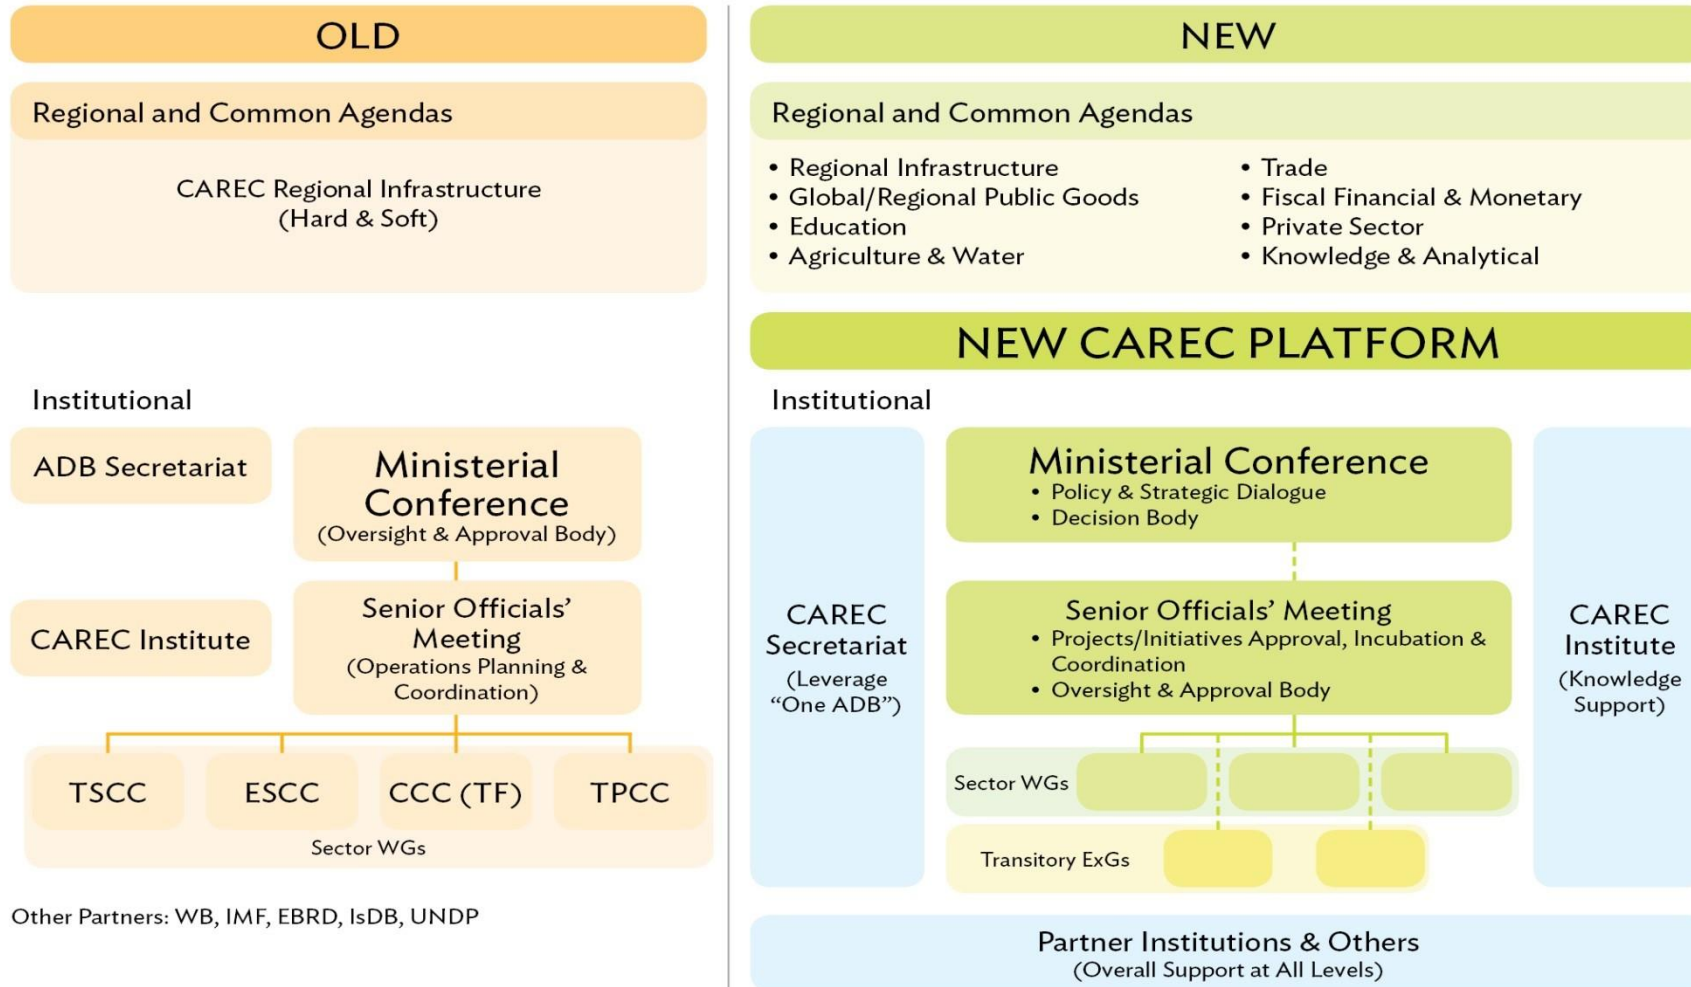 OLD
Regional and Common Agendas
CAREC Regional Infrastructure
(Hard & Soft)
Institutional
ADB Secretariat
Ministerial
Conference
(Oversight & Approval Body)
CAREC Institute
Senior Officials’
Meeting
(Operations Planning &
Coordination)
TSCC
ESCC
CCC (TF)
TPCC
Sector WGs
Other Partners: WB, IMF, EBRD, IsDB, UNDP
NEW
Regional and Common Agendas
• Regional Infrastructure
• Global/Regional Public Goods
• Education
• Agriculture & Water
• Trade
• Fiscal Financial & Monetary
• Private Sector
• Knowledge & Analytical
NEW CAREC PLATFORM
Institutional
CAREC
Secretariat
(Leverage
“One ADB”)
Ministerial Conference
• Policy & Strategic Dialogue
• Decision Body
Senior Officials’ Meeting
• Projects/Initiatives Approval, Incubation &
Coordination
• Oversight & Approval Body
Sector WGs
Transitory ExGs
CAREC
Institute
(Knowledge
Support)
Partner Institutions & Others
(Overall Support at All Levels)